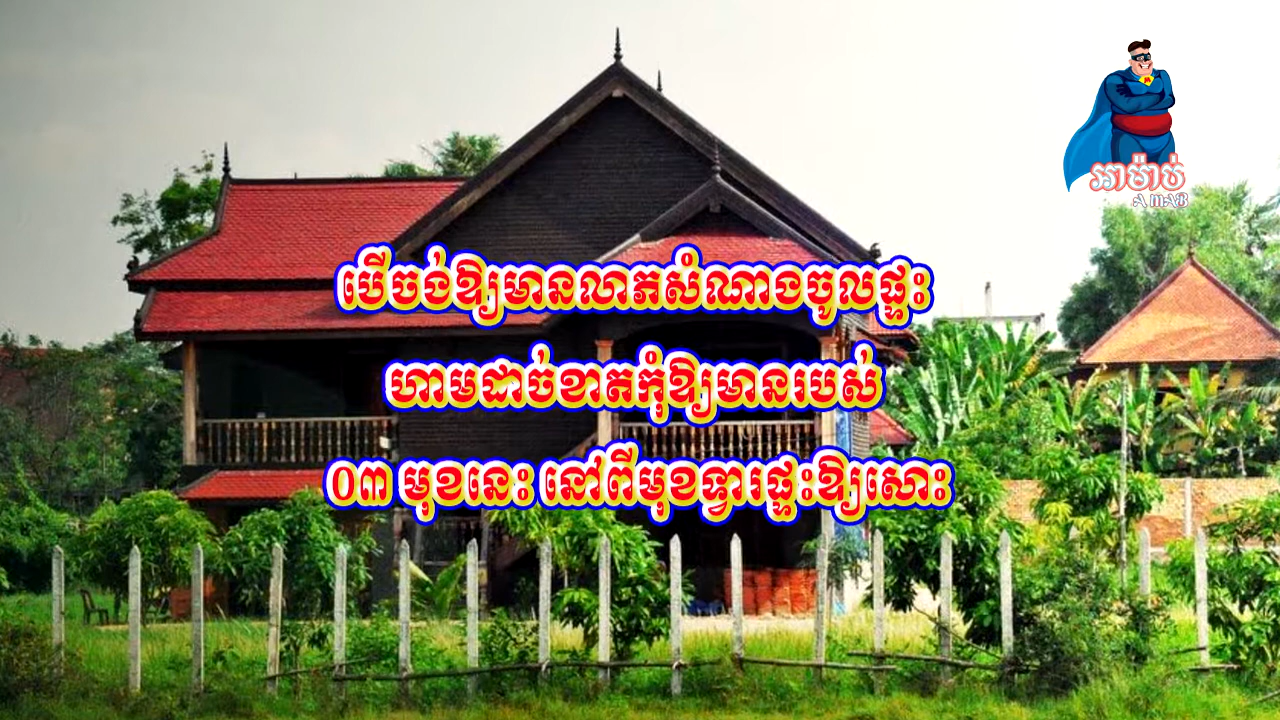 អាម៉ាប់
A MAB
បើចង់ឱ្យមានលាភសំណាងចូលផ្ទះ
ហាមដាច់ខាតកុំឱ្យមានរបស់
០៣ មុខនេះ នៅពីមុខទ្វារផ្ទះឱ្យសោះ